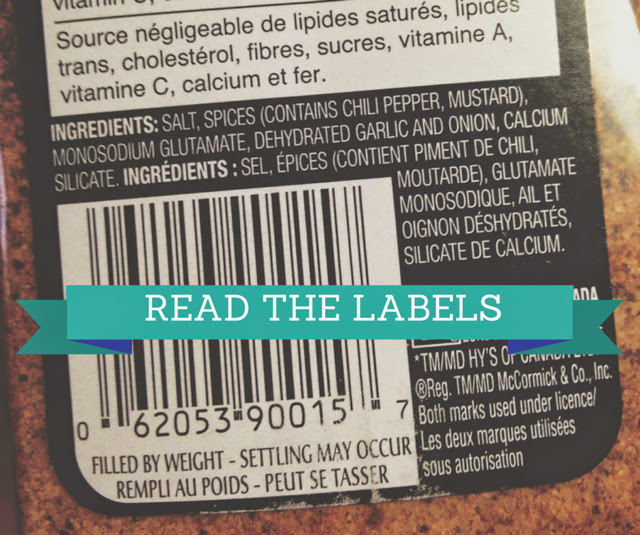 Source négligeable de lipides saturés, lipides
trans, cholestérol, fibres, sucres, vitamine A,
vitamine C, calcium et fer.
INGREDIENTS: SALT, SPICES (CONTAINS CHILI PEPPER, MUSTARD),
MONOSODIUM GLUTAMATE, DEHYDRATED GARLIC AND ONION, CALCIUM
SILICATE. INGRÉDIENTS : SEL, ÉPICES (CONTIENT PIMENT DE CHILI,
MOUTARDE), GLUTAMATE
MONOSODIQUE, AIL ET
OIGNON DÉSHYDRATÉS,
SILICATE DE CALCIUM.
READ THE LABELS
*TM/MD HY'S OF
®Reg. TM/MD McCormick & Co., Inc.
Both marks used under licence/
Les deux marques utilisées
sous autorisation
0 62053 90015 7
FILLED BY WEIGHT - SETTLING MAY OCCUR
REMPLI AU POIDS - PEUT SE TASSER